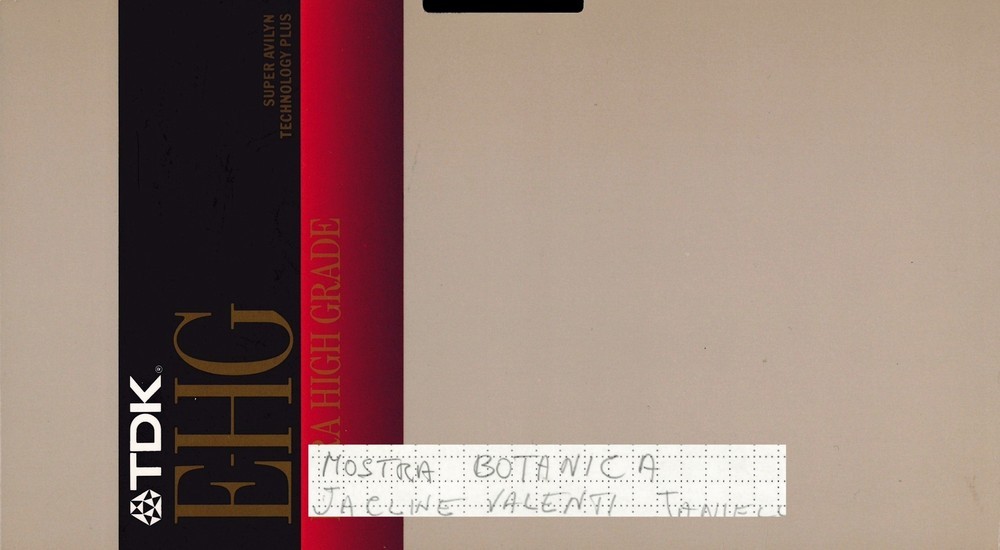 SUPER AVILYN
TECHNOLOGY PLUS
TDK®
EHG
HIGH GRADE
MOSTRA BOTANICA
JACLINE VALENTI